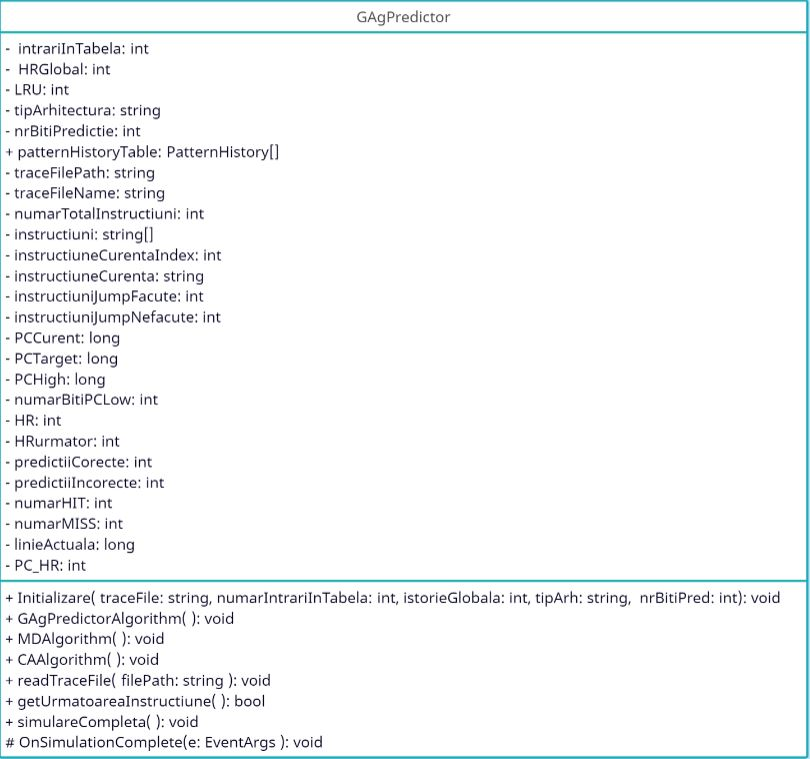 GAgPredictor
- intrariInTabela: int
- HRGlobal: int
- LRU: int
- tipArhitectura: string
- nrBitiPredictie: int
+ patternHistoryTable: PatternHistory[]
- traceFilePath: string
- traceFileName: string
- numarTotalInstructiuni: int
- instructiuni: string[]
- instructiuneCurentaIndex: int
- instructiuneCurenta: string
- instructiuniJumpFacute: int
- instructiuniJumpNefacute: int
- PCCurent: long
- PCTarget: long
- PCHigh: long
- numarBitiPCLow: int
- HR: int
- HRurmator: int
- predictiiCorecte: int
- predictiiIncorecte: int
- numarHIT: int
- numarMISS: int
- linieActuala: long
- PC_HR: int
+ Initializare( traceFile: string, numarIntrariInTabela: int, istorieGlobala: int, tipArh: string, nrBitiPred: int): void
+ GAgPredictorAlgorithm( ): void
+ MDAlgorithm( ): void
+ CAAlgorithm( ): void
+ readTraceFile( filePath: string ): void
+ getUrmatoareaInstructiune( ): bool
+ simulareCompleta( ): void
# OnSimulationComplete(e: EventArgs ): void